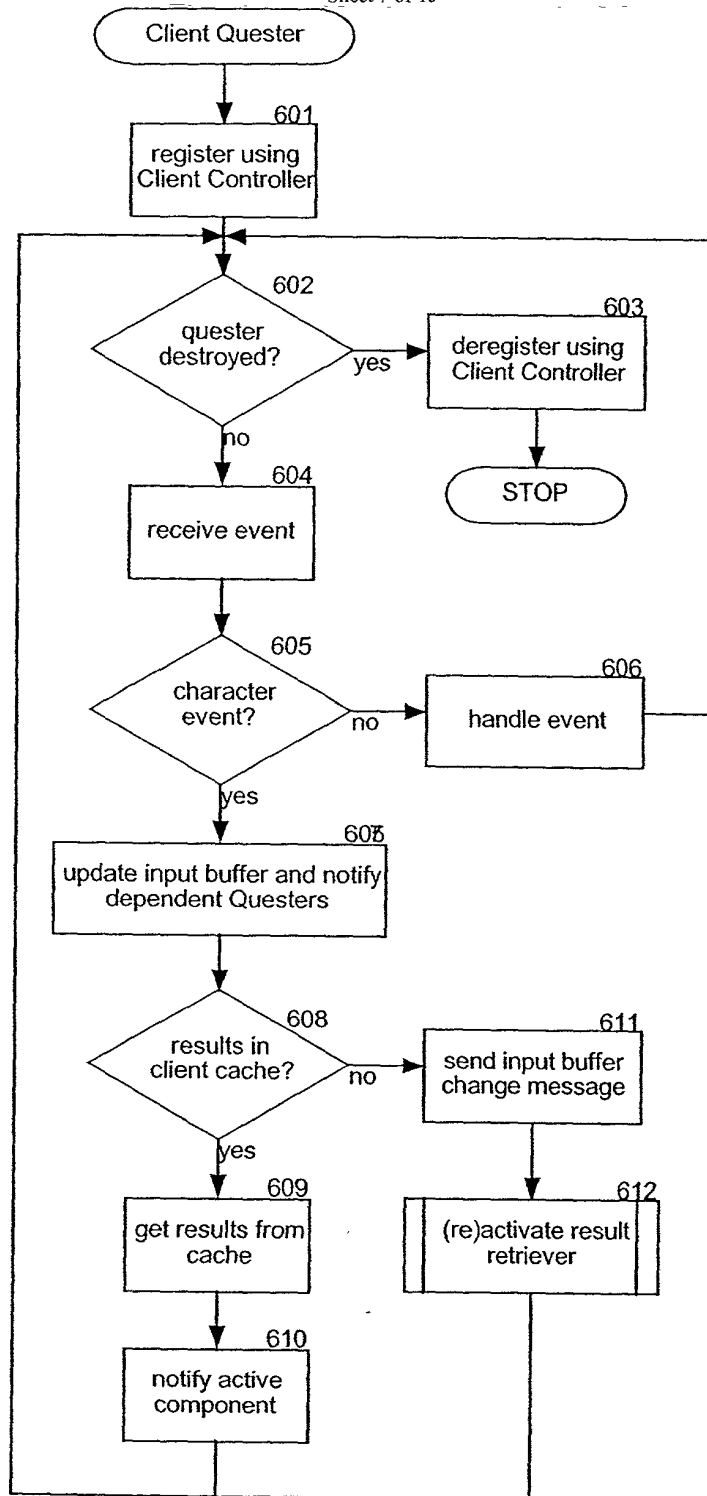 Client Quester
601
register using
Client Controller
602
quester
destroyed?
yes
603
deregister using
Client Controller
no
STOP
604
receive event
605
character
event?
no
606
handle event
yes
update input buffer and notify
dependent Questers
608
results in
client cache?
no
611
send input buffer
change message
yes
609
get results from
cache
612
(re)activate result
retriever
610
notify active
component